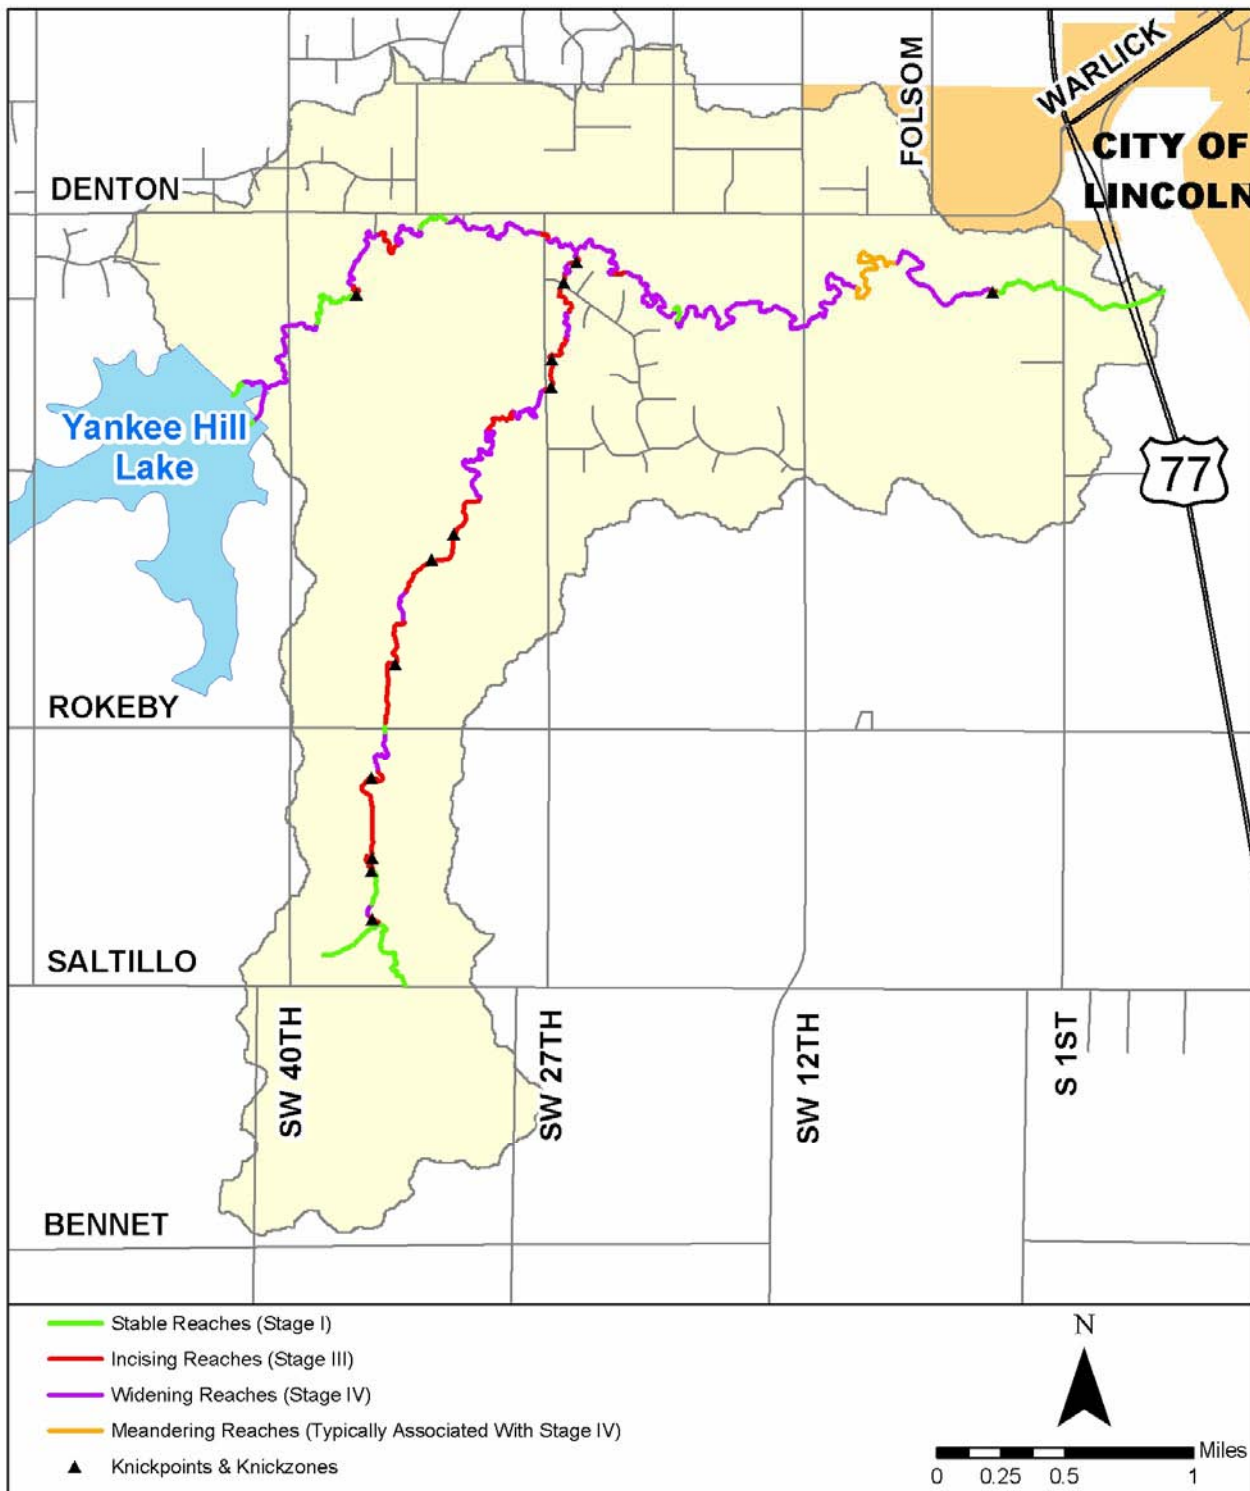 FOLSOM
WARLICK
CITY OF
LINCOLN
DENTON
Yankee Hill
Lake
77
ROKEBY
SALTILLO
SW 40TH
SW 27TH
SW 12TH
S 1ST
BENNET
Stable Reaches (Stage I)
Incising Reaches (Stage III)
Widening Reaches (Stage IV)
Meandering Reaches (Typically Associated With Stage IV)
Knickpoints & Knickzones
N
Miles
0 0.25 0.5 1